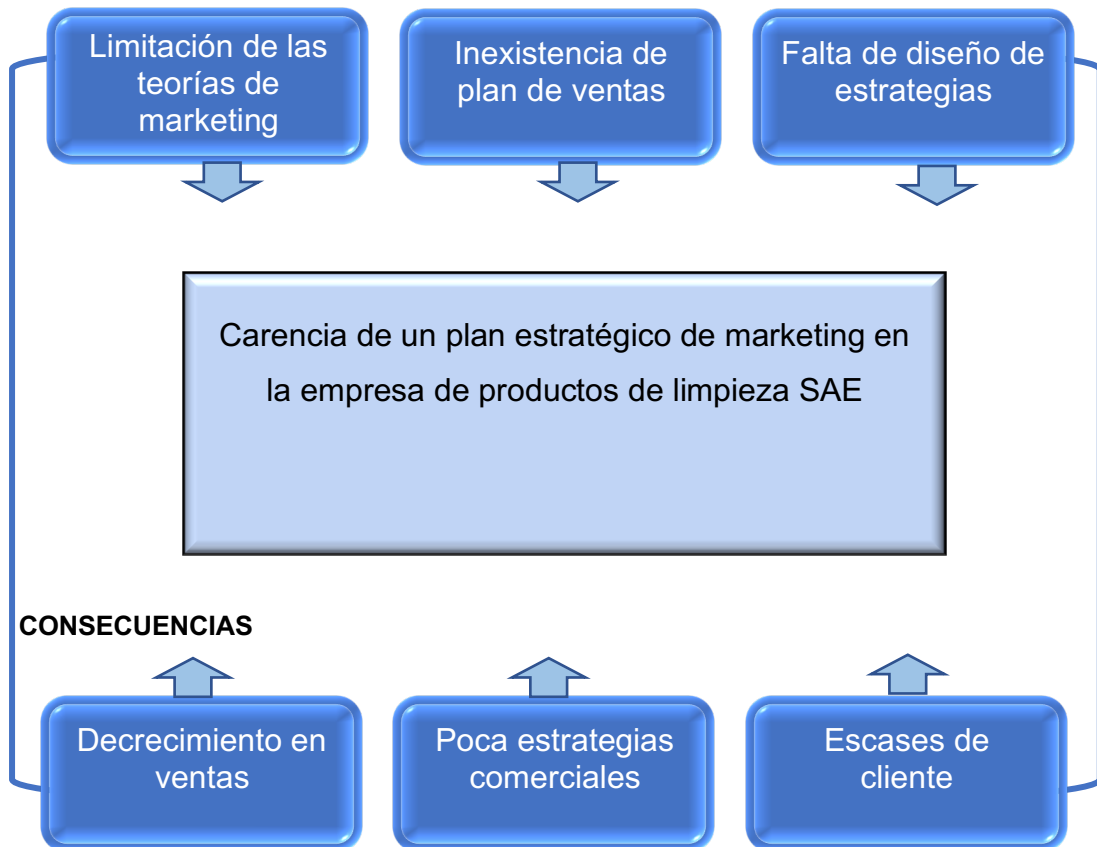 Limitación de las
teorías de
marketing
Inexistencia de
plan de ventas
Falta de diseño de
estrategias
Carencia de un plan estratégico de marketing en
la empresa de productos de limpieza SAE
CONSECUENCIAS
Decrecimiento en
ventas
Poca estrategias
comerciales
Escases de
cliente